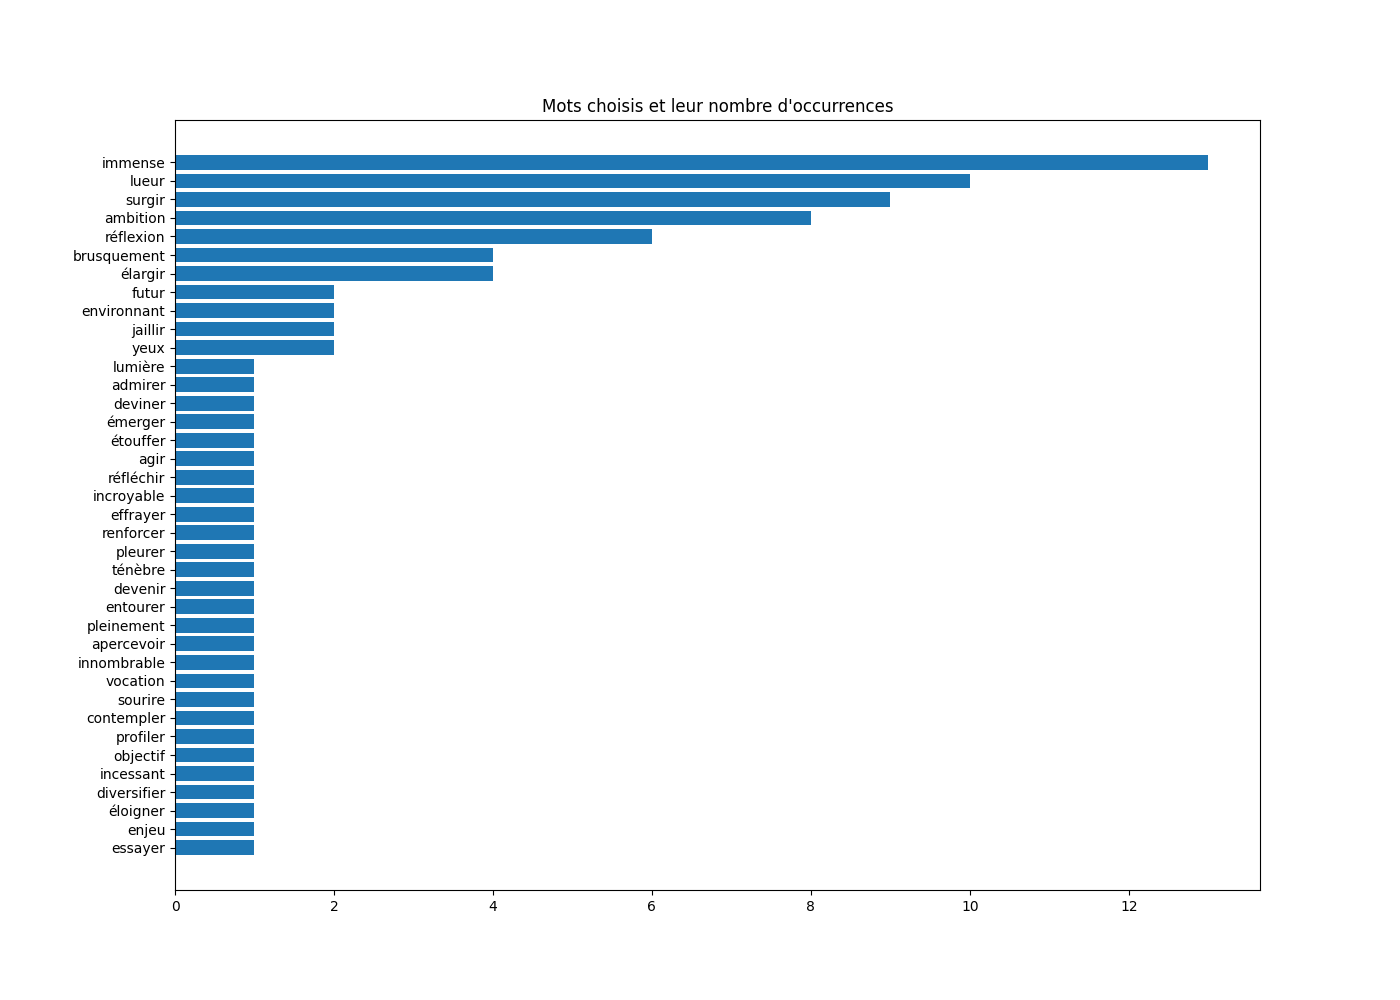 Mots choisis et leur nombre d'occurrences
immense
lueur
surgir
ambition
réflexion
brusquement
élargir
futur
environnant
jaillir
yeux
lumière
admirer
deviner
émerger
étouffer
agir
réfléchir
incroyable
effrayer
renforcer
pleurer
ténèbre
devenir
entourer
pleinement
apercevoir
innombrable
vocation
sourire
contempler
profiler
objectif
incessant
diversifier
éloigner
enjeu
essayer
0 2 4 6 8 10 12